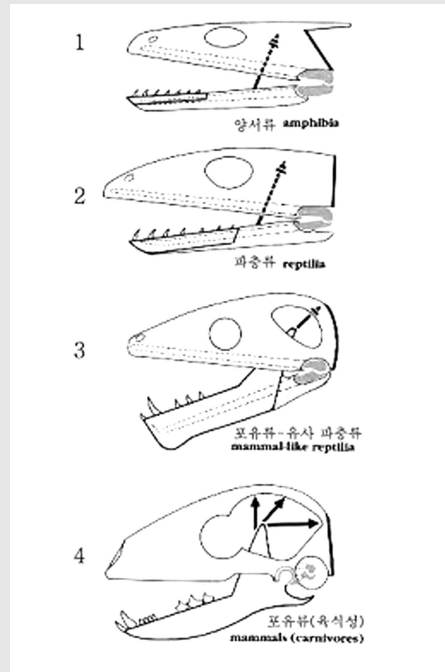 1
양서류 amphibia
2
파충류 reptilia
3
포유류-유사 파충류
mammal-like reptilia
4
포유류(육식성)
mammals (carnivores)